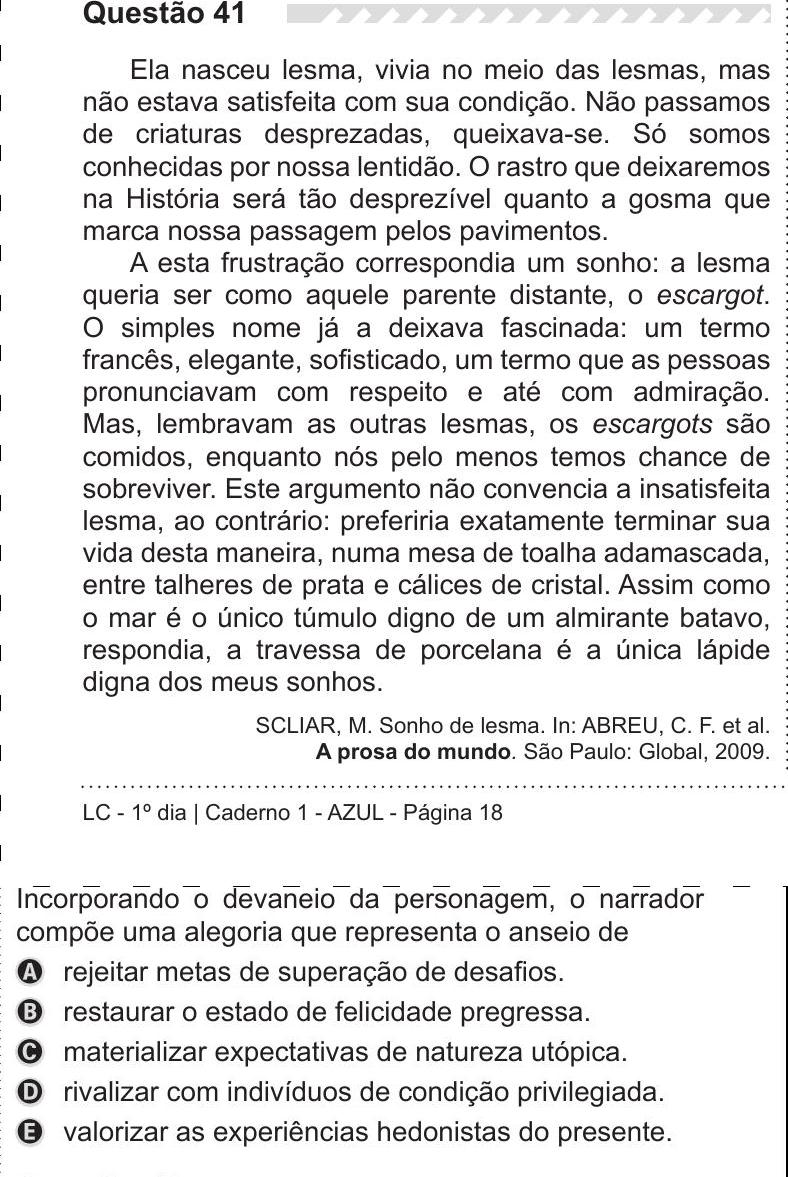 Questão 41
Ela nasceu lesma, vivia no meio das lesmas, mas
não estava satisfeita com sua condição. Não passamos
de criaturas desprezadas, queixava-se. Só somos
conhecidas por nossa lentidão. O rastro que deixaremos
na História será tão desprezível quanto a gosma que
marca nossa passagem pelos pavimentos.
A esta frustração correspondia um sonho: a lesma
queria ser como aquele parente distante, o escargot.
O simples nome já a deixava fascinada: um termo
francês, elegante, sofisticado, um termo que as pessoas
pronunciavam com respeito e até com admiração.
Mas, lembravam as outras lesmas, os escargots são
comidos, enquanto nós pelo menos temos chance de
sobreviver. Este argumento não convencia a insatisfeita
lesma, ao contrário: preferiria exatamente terminar sua
vida desta maneira, numa mesa de toalha adamascada,
entre talheres de prata e cálices de cristal. Assim como
o mar é o único túmulo digno de um almirante batavo,
respondia, a travessa de porcelana é a única lápide
digna dos meus sonhos.
SCLIAR, M. Sonho de lesma. In: ABREU, C. F. et al.
A prosa do mundo. São Paulo: Global, 2009.
LC - 1º dia | Caderno 1 - AZUL - Página 18
Incorporando o devaneio da personagem, o narrador
compõe uma alegoria que representa o anseio de
A rejeitar metas de superação de desafios.
B restaurar o estado de felicidade pregressa.
C materializar expectativas de natureza utópica.
D rivalizar com indivíduos de condição privilegiada.
E valorizar as experiências hedonistas do presente.